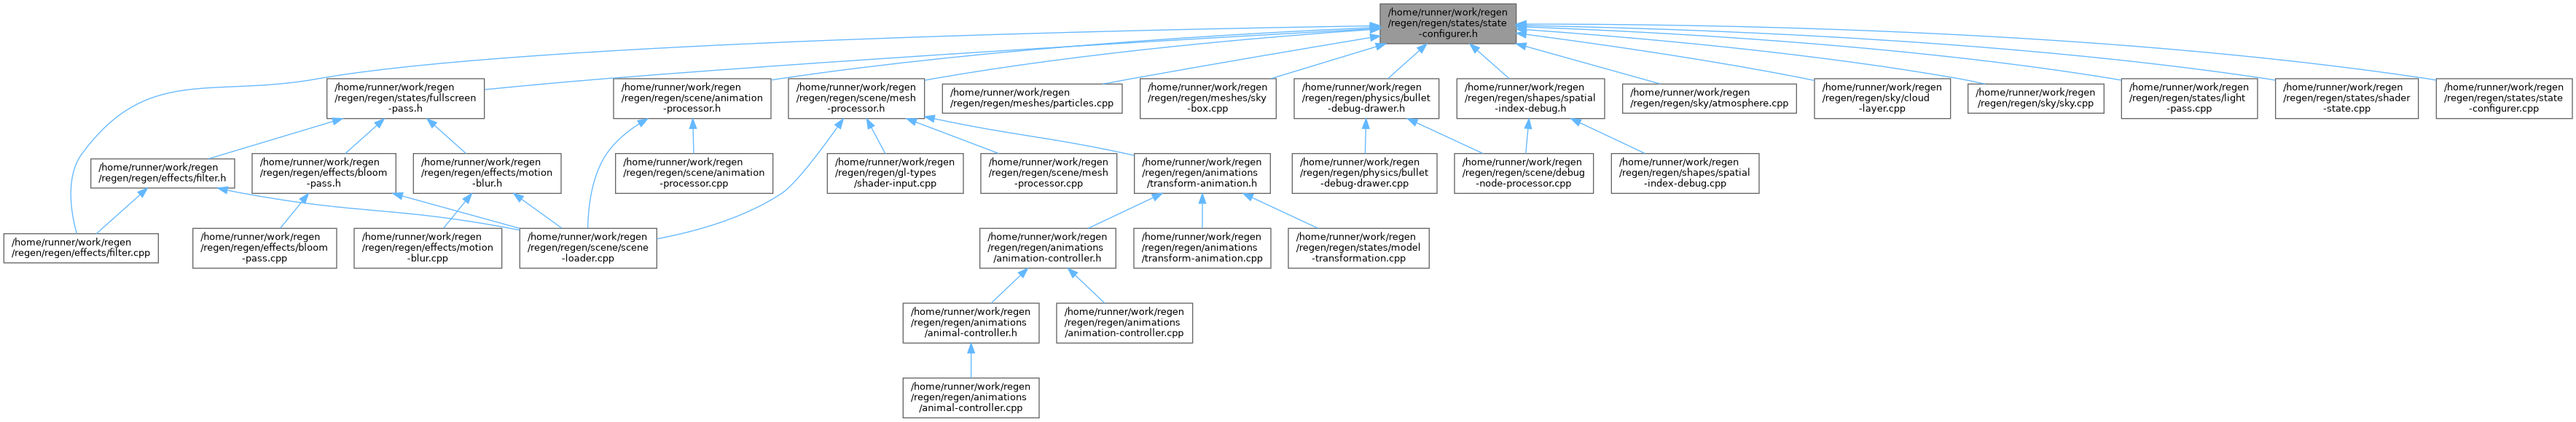 /home/runner/work/regen
/regen/regen/states/state
-configurer.h
/home/runner/work/regen
/regen/regen/states/fullscreen
-pass.h
/home/runner/work/regen
/regen/regen/scene/animation
-processor.h
/home/runner/work/regen
/regen/regen/scene/mesh
-processor.h
/home/runner/work/regen
/regen/regen/meshes/particles.cpp
/home/runner/work/regen
/regen/regen/meshes/sky
-box.cpp
/home/runner/work/regen
/regen/regen/physics/bullet
-debug-drawer.h
/home/runner/work/regen
/regen/regen/shapes/spatial
-index-debug.h
/home/runner/work/regen
/regen/regen/sky/atmosphere.cpp
/home/runner/work/regen
/regen/regen/sky/cloud
-layer.cpp
/home/runner/work/regen
/regen/regen/sky/sky.cpp
/home/runner/work/regen
/regen/regen/states/light
-pass.cpp
/home/runner/work/regen
/regen/regen/states/shader
-state.cpp
/home/runner/work/regen
/regen/regen/states/state
-configurer.cpp
/home/runner/work/regen
/regen/regen/effects/filter.h
/home/runner/work/regen
/regen/regen/effects/bloom
-pass.h
/home/runner/work/regen
/regen/regen/effects/motion
-blur.h
/home/runner/work/regen
/regen/regen/scene/animation
-processor.cpp
/home/runner/work/regen
/regen/regen/gl-types
/shader-input.cpp
/home/runner/work/regen
/regen/regen/scene/mesh
-processor.cpp
/home/runner/work/regen
/regen/regen/animations
/transform-animation.h
/home/runner/work/regen
/regen/regen/physics/bullet
-debug-drawer.cpp
/home/runner/work/regen
/regen/regen/scene/debug
-node-processor.cpp
/home/runner/work/regen
/regen/regen/shapes/spatial
-index-debug.cpp
/home/runner/work/regen
/regen/regen/effects/filter.cpp
/home/runner/work/regen
/regen/regen/effects/bloom
-pass.cpp
/home/runner/work/regen
/regen/regen/effects/motion
-blur.cpp
/home/runner/work/regen
/regen/regen/scene/scene
-loader.cpp
/home/runner/work/regen
/regen/regen/animations
/animation-controller.h
/home/runner/work/regen
/regen/regen/animations
/transform-animation.cpp
/home/runner/work/regen
/regen/regen/states/model
-transformation.cpp
/home/runner/work/regen
/regen/regen/animations
/animal-controller.h
/home/runner/work/regen
/regen/regen/animations
/animation-controller.cpp
/home/runner/work/regen
/regen/regen/animations
/animal-controller.cpp